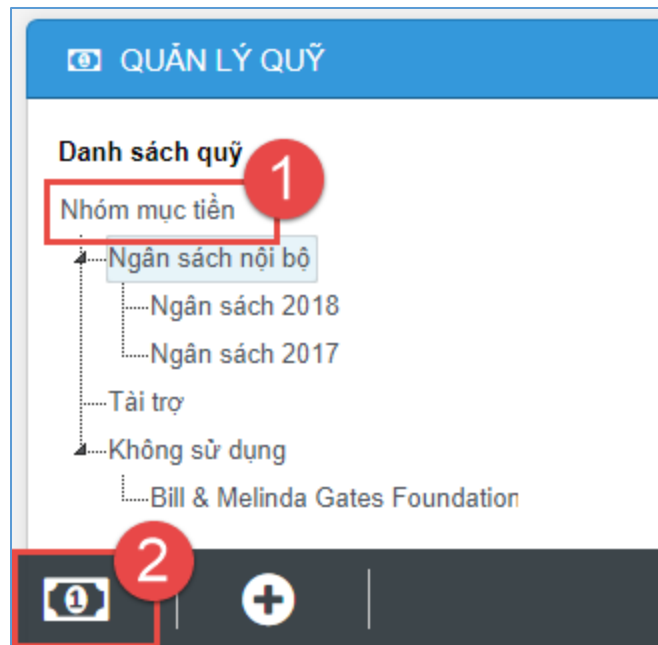 QUẢN LÝ QUỸ
Danh sách quỹ
1
Nhóm mục tiền
Ngân sách nội bộ
Ngân sách 2018
Ngân sách 2017
Tài trợ
Không sử dụng
Bill & Melinda Gates Foundation
2
1